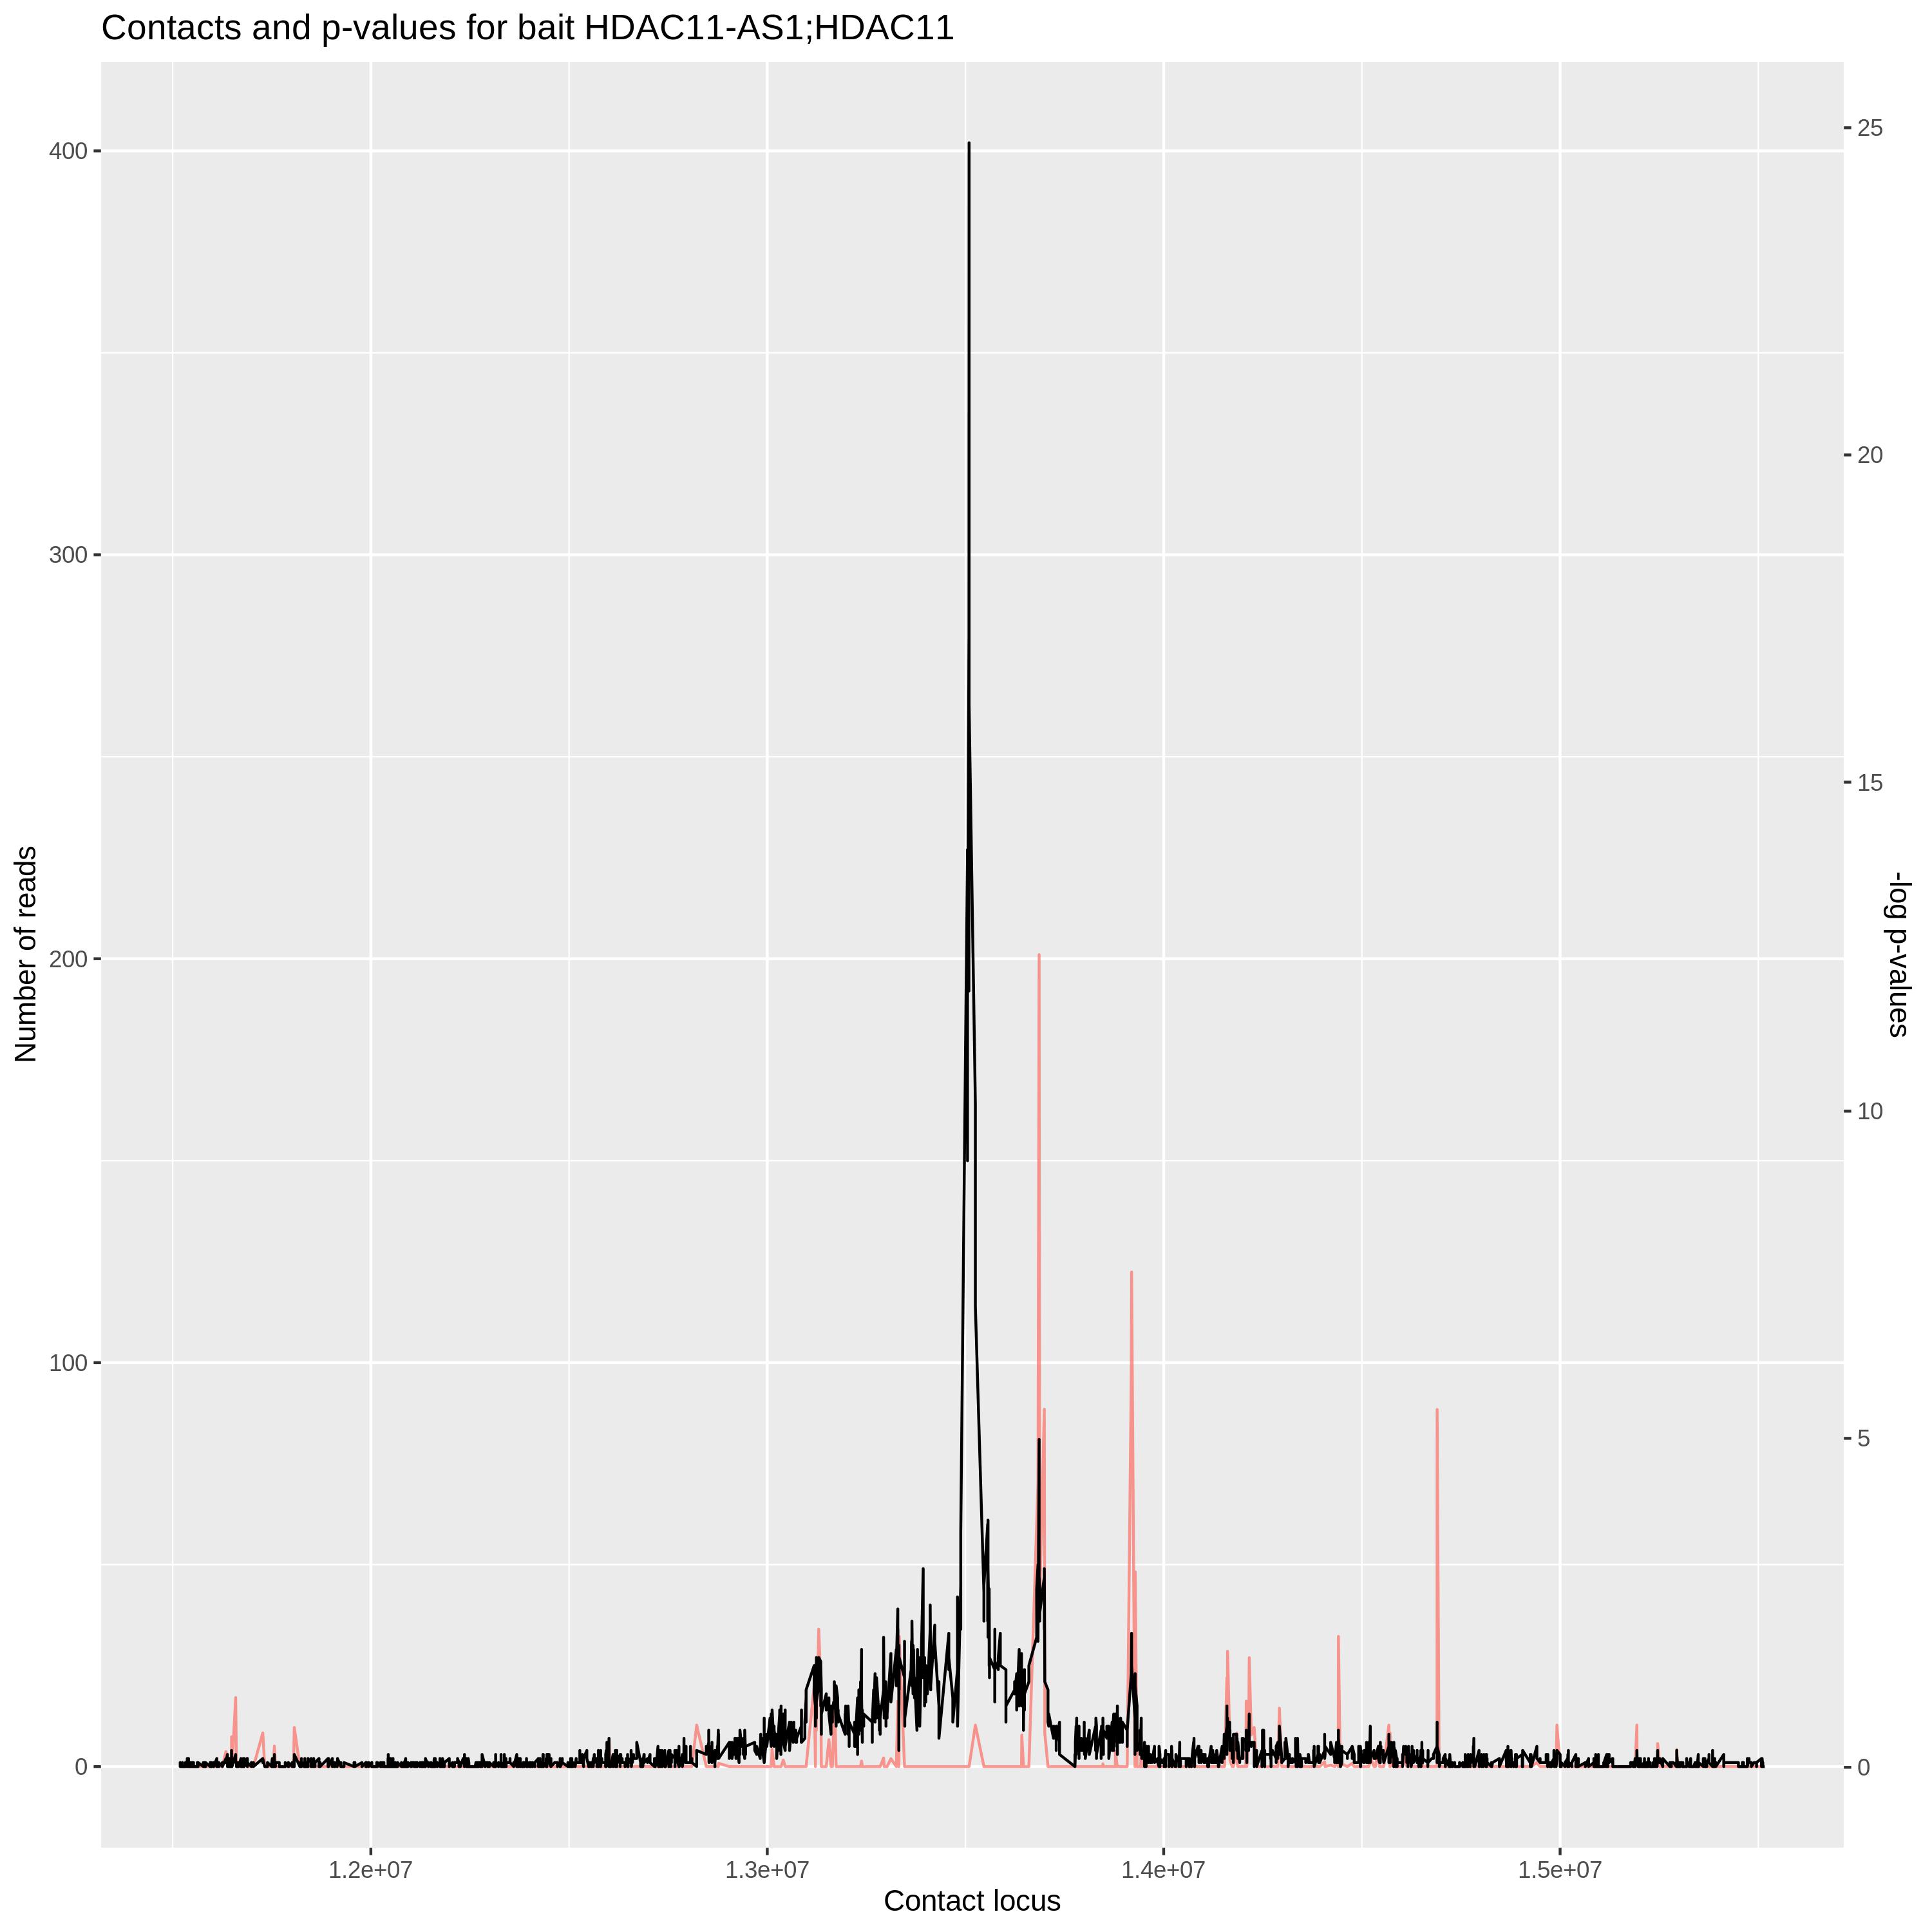 Contacts and p-values for bait HDAC11-AS1;HDAC11
400
300
200
100
0
Number of reads
25
20
15
10
5
0
-log p-values
1.2e+07
1.3e+07
1.4e+07
1.5e+07
Contact locus